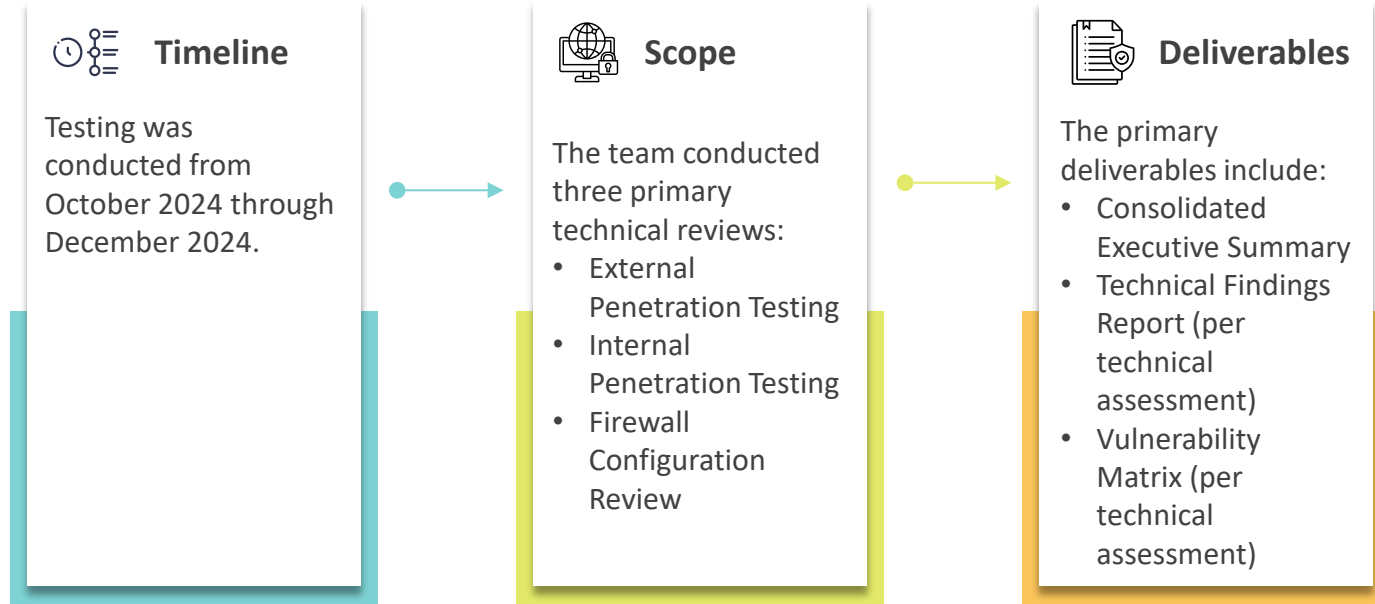 Timeline
Testing was
conducted from
October 2024 through
December 2024.
Scope
The team conducted
three primary
technical reviews:
• External
Penetration Testing
• Internal
Penetration Testing
• Firewall
Configuration
Review
Deliverables
The primary
deliverables include:
• Consolidated
Executive Summary
• Technical Findings
Report (per
technical
assessment)
• Vulnerability
Matrix (per
technical
assessment)